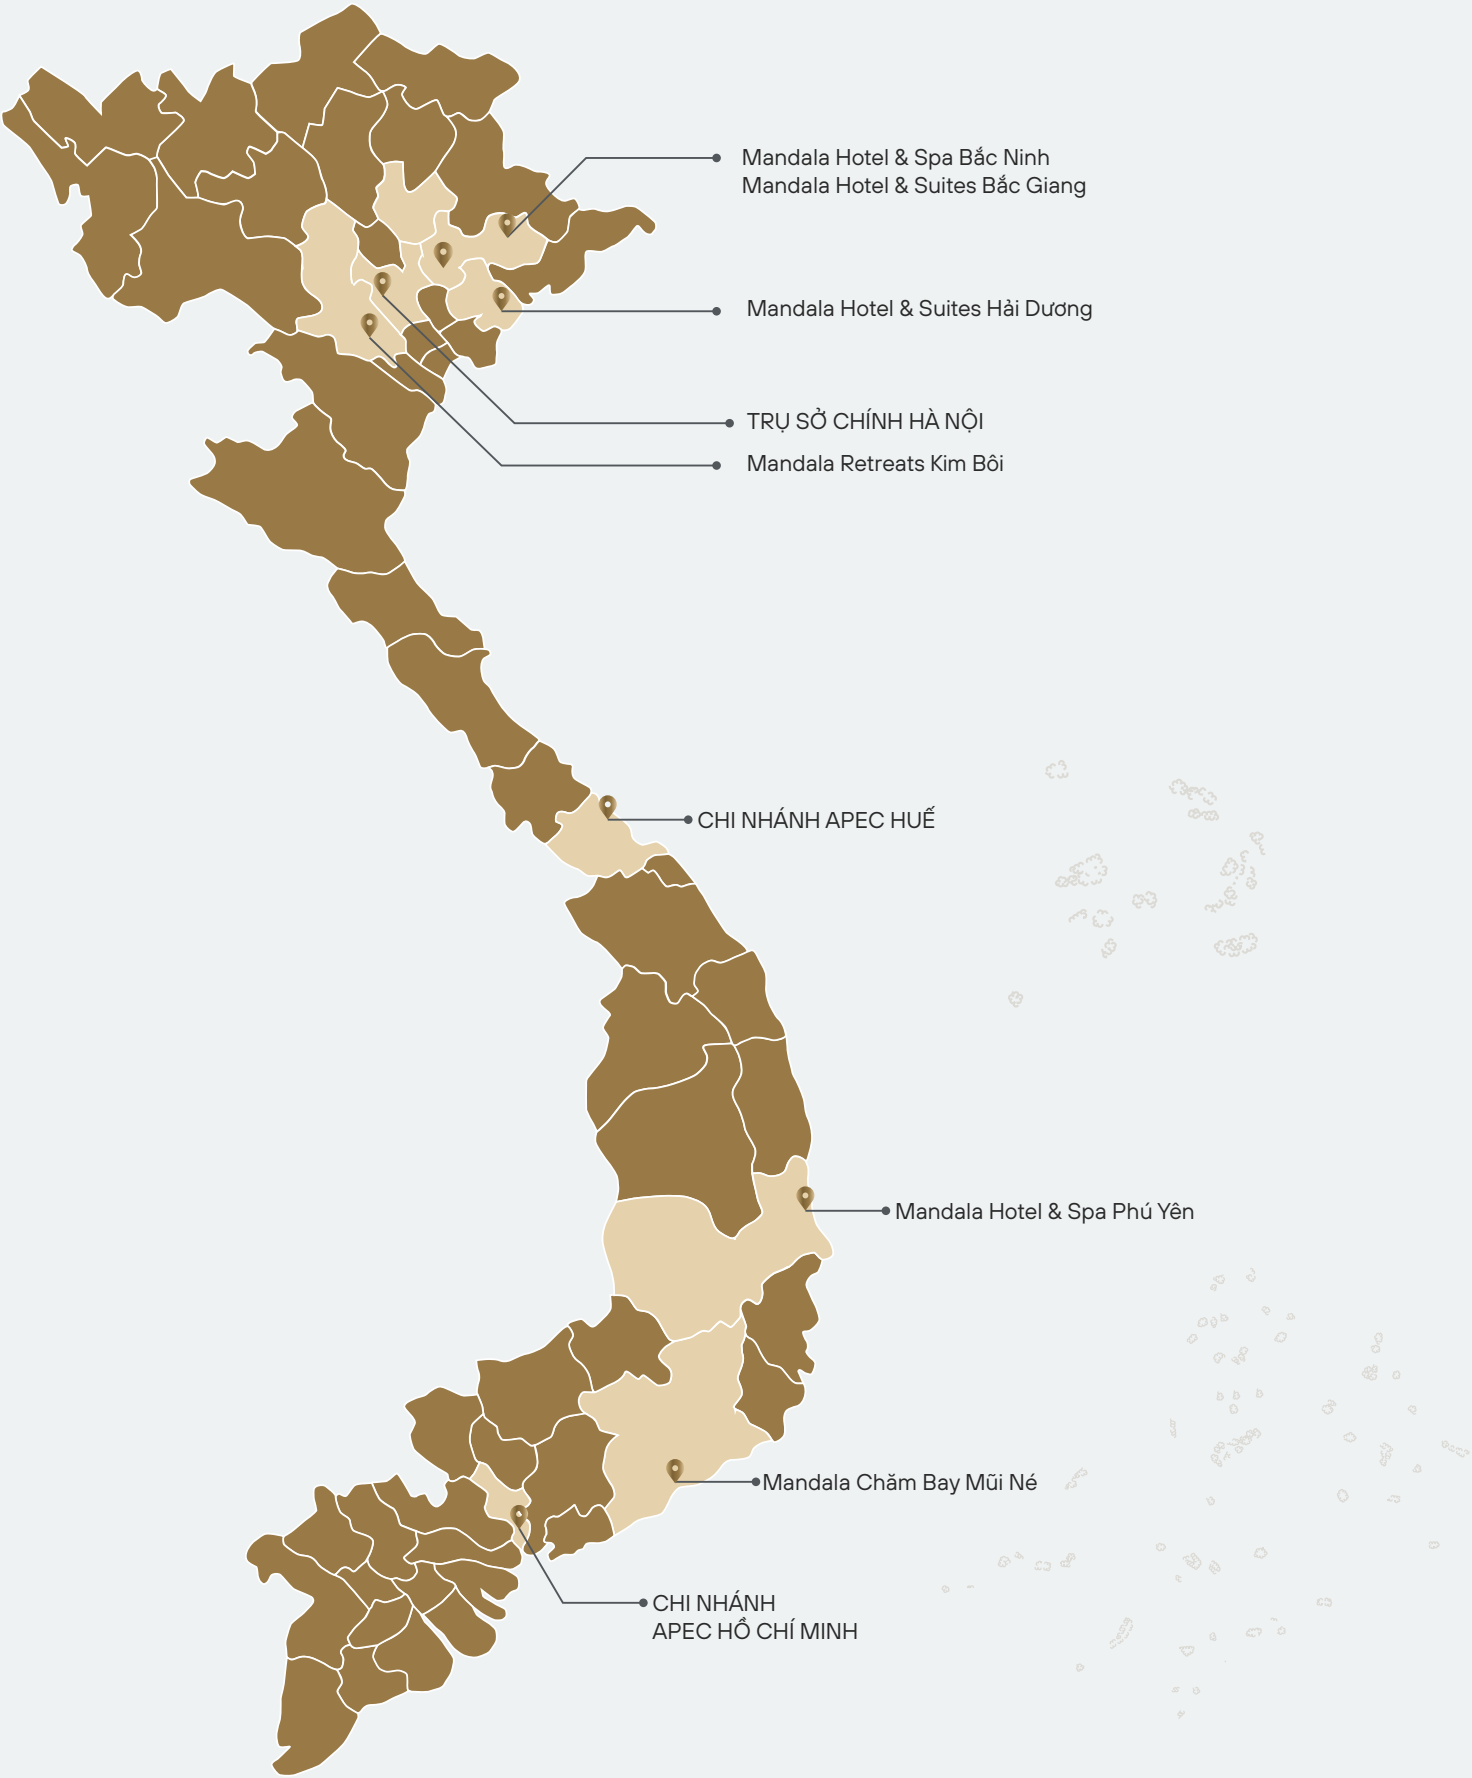 Mandala Hotel & Spa Bắc Ninh
Mandala Hotel & Suites Bắc Giang
Mandala Hotel & Suites Hải Dương
TRỤ SỞ CHÍNH HÀ NỘI
Mandala Retreats Kim Bôi
CHI NHÁNH APEC HUẾ
Mandala Hotel & Spa Phú Yên
Mandala Chăm Bay Mũi Né
CHI NHÁNH
APEC HỒ CHÍ MINH